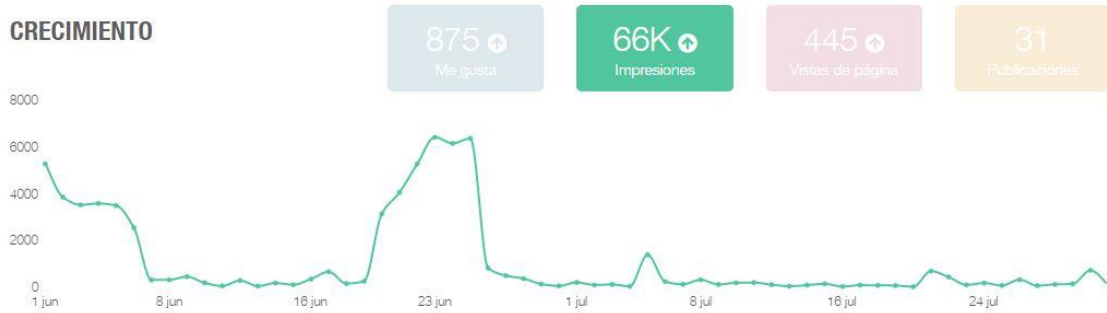 CRECIMIENTO
875
Me gusta
66K
Impresiones
445
Vistas de página
31
Publicaciones
8000
6000
4000
2000
0
1 jun
8 jun
16 jun
23 jun
1 jul
8 jul
16 jul
24 jul